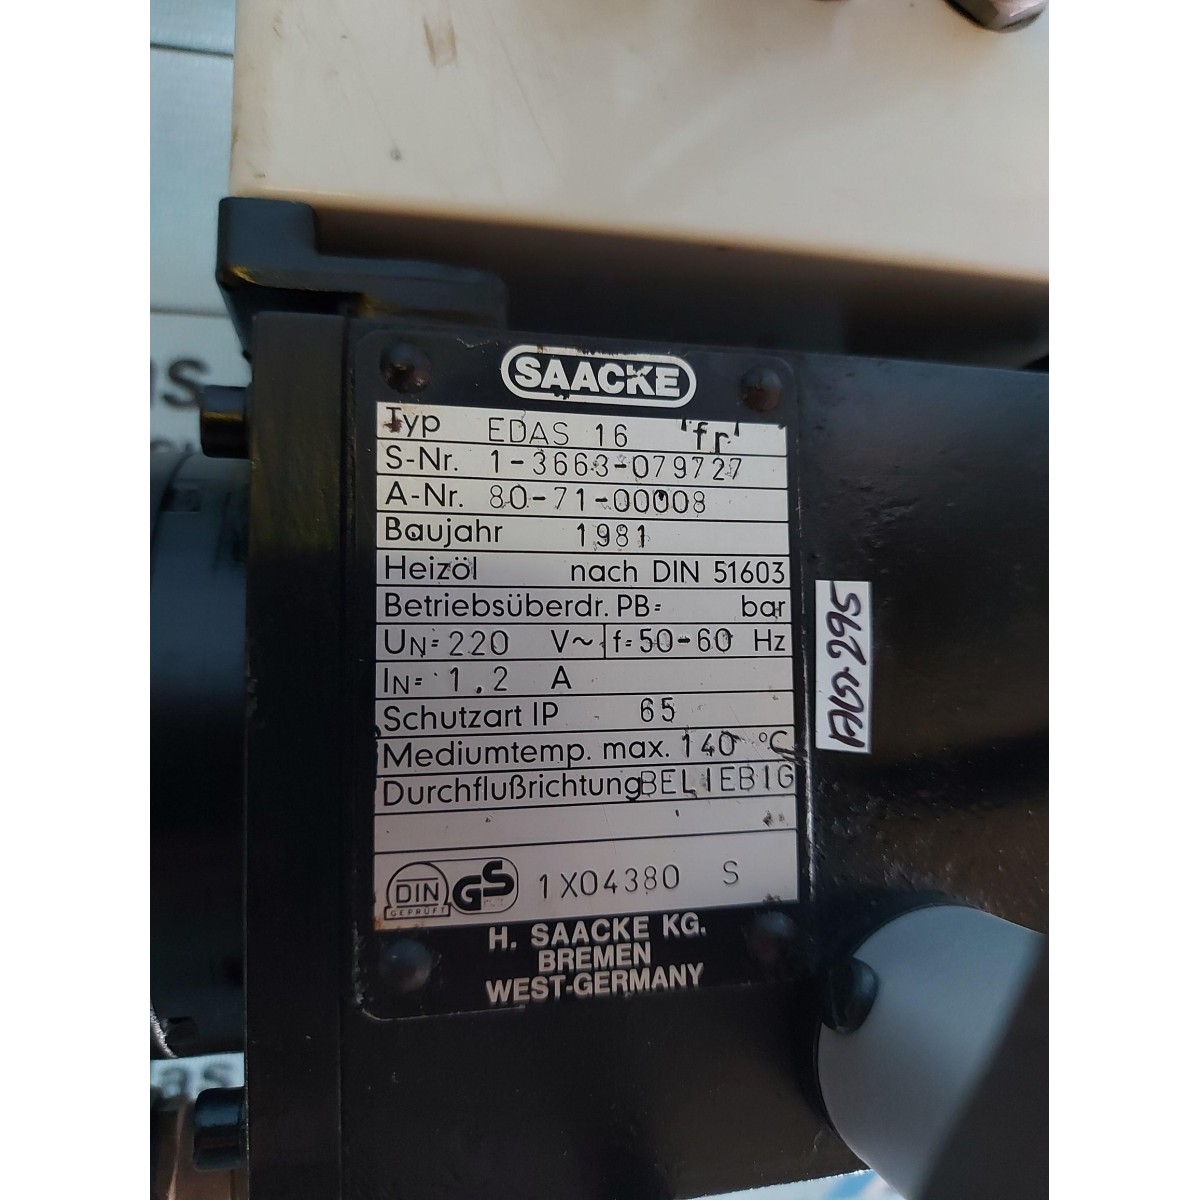 SAACKE
Typ EDAS 16 'fr'
S-Nr. 1-3663-079727
A-Nr. 80-71-00008
Baujahr 1981
Heizöl nach DIN 51603
Betriebsüberdr. PB= bar
UN= 220 V~ f= 50-60 Hz
IN= 1,2 A
Schutzart IP 65
Mediumtemp. max. 140 °C
Durchflußrichtung BELIEBIG
DIN GEPRÜFT GS 1X04380 S
H. SAACKE KG.
BREMEN
WEST-GERMANY
as